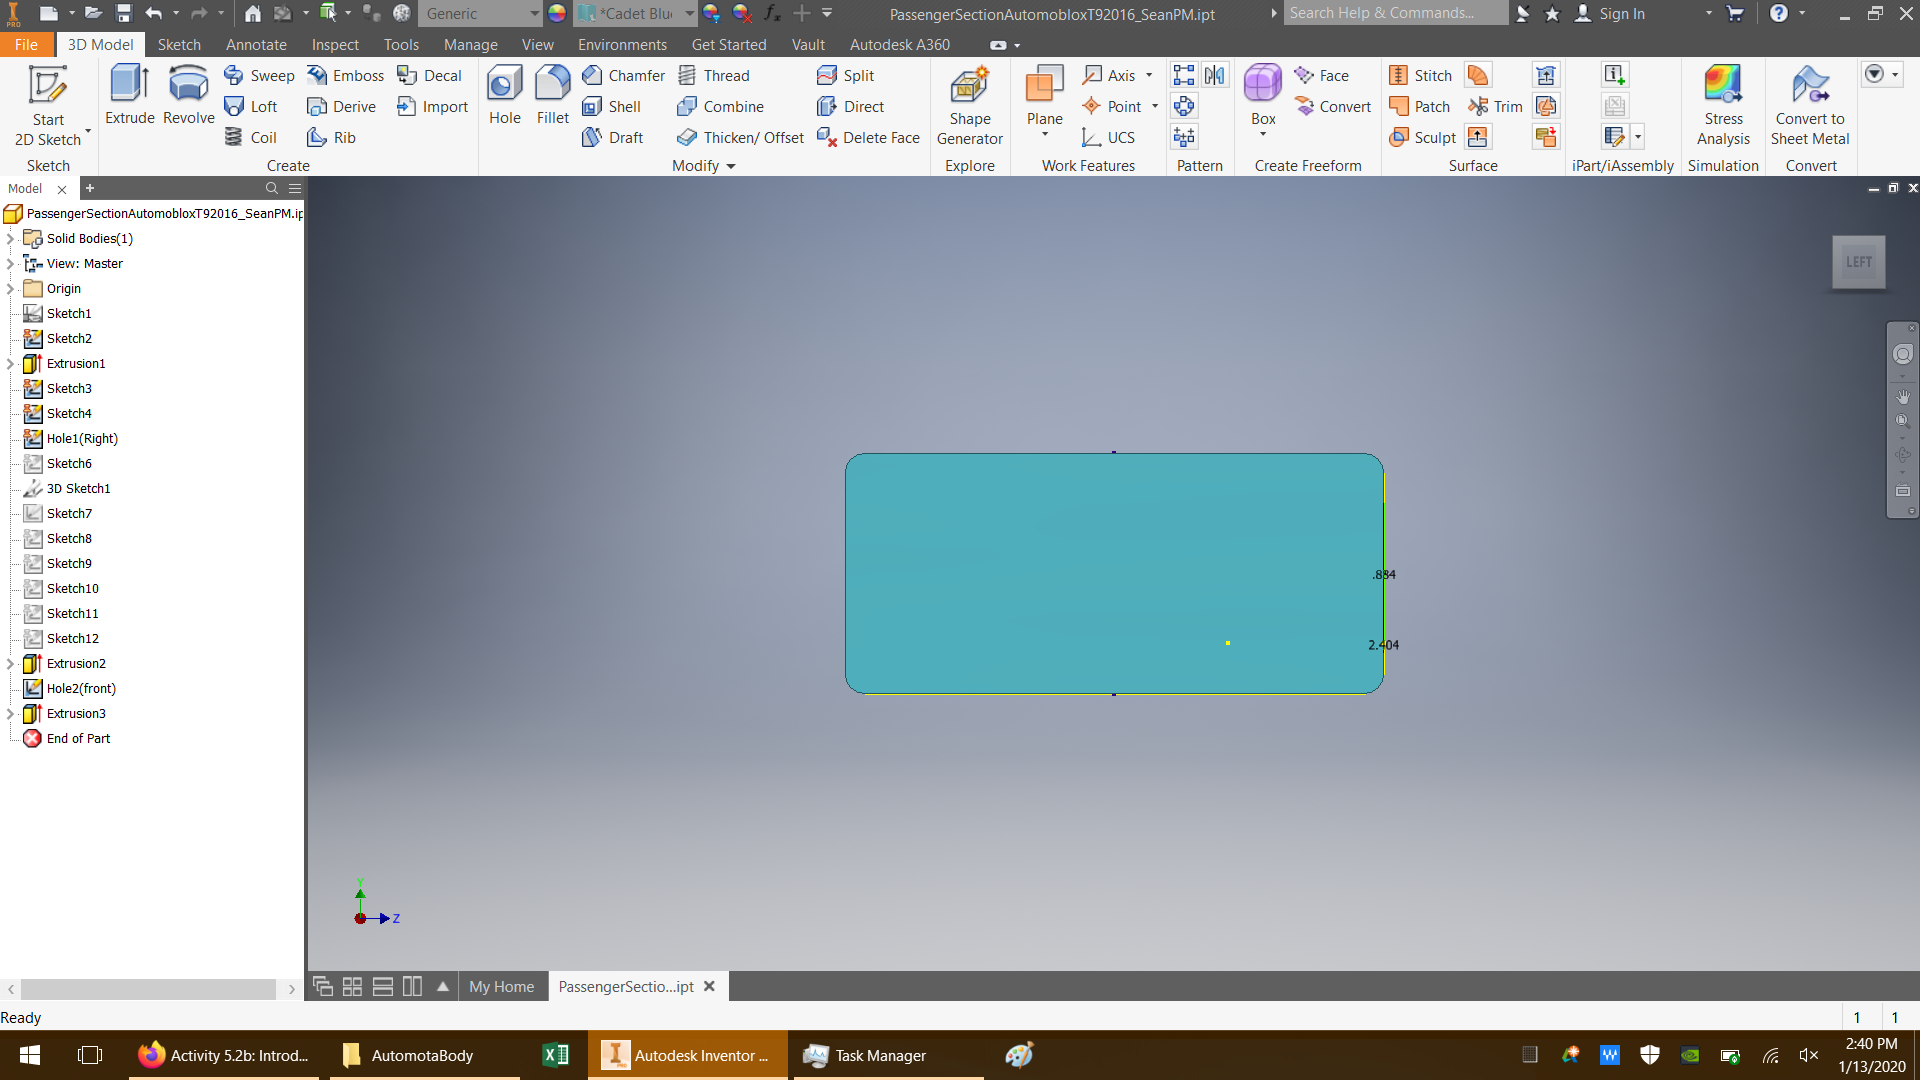 PRO
Generic
*Cadet Blu
PassengerSectionAutomobloxT92016_SeanPM.ipt
Search Help & Commands...
Sign In
File
3D Model
Sketch
Annotate
Inspect
Tools
Manage
View
Environments
Get Started
Vault
Autodesk A360
Start
2D Sketch
Sketch
Extrude
Revolve
Sweep
Emboss
Decal
Loft
Derive
Import
Coil
Rib
Create
Hole
Fillet
Chamfer
Thread
Split
Shell
Combine
Direct
Draft
Thicken/ Offset
Delete Face
Modify
Shape
Generator
Explore
Plane
Axis
Point
UCS
Work Features
Pattern
Box
Face
Convert
Create Freeform
Stitch
Patch
Trim
Sculpt
Surface
iPart/iAssembly
Stress
Analysis
Simulation
Convert to
Sheet Metal
Convert
Model
PassengerSectionAutomobloxT92016_SeanPM.ip
Solid Bodies(1)
View: Master
Origin
Sketch1
Sketch2
Extrusion1
Sketch3
Sketch4
Hole1(Right)
Sketch6
3D Sketch1
Sketch7
Sketch8
Sketch9
Sketch10
Sketch11
Sketch12
Extrusion2
Hole2(front)
Extrusion3
End of Part
LEFT
.884
2.404
Y
Z
My Home
PassengerSectio...ipt
Ready
1
1
Activity 5.2b: Introd...
AutomotaBody
Autodesk Inventor ...
Task Manager
2:40 PM
1/13/2020